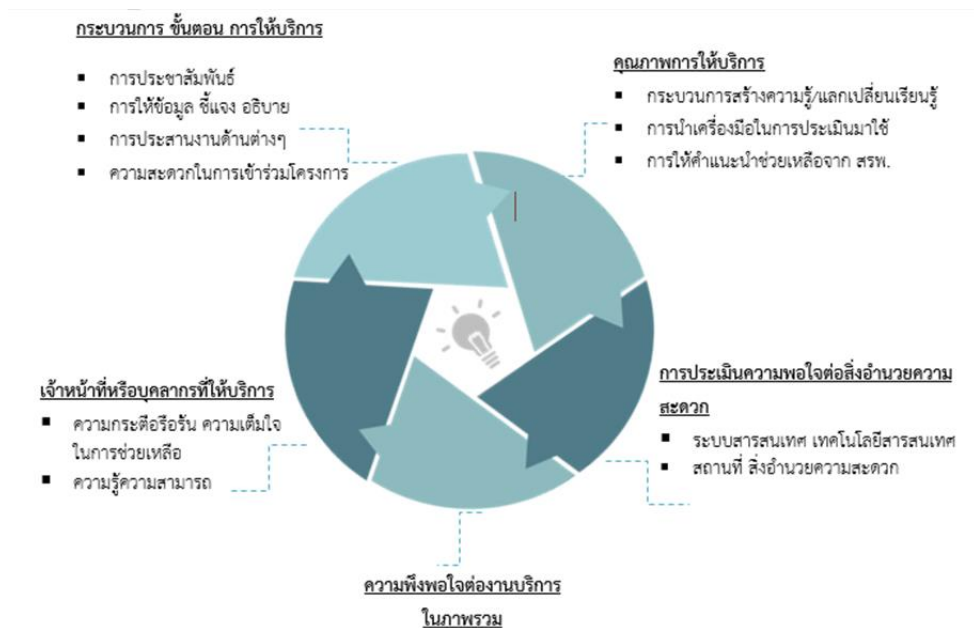 กระบวนการ ขั้นตอน การให้บริการ
▪ การประชาสัมพันธ์
▪ การให้ข้อมูล ชี้แจง อธิบาย
▪ การประสานงานด้านต่างๆ
▪ ความสะดวกในการเข้าร่วมโครงการ
คุณภาพการให้บริการ
▪ กระบวนการสร้างความรู้/แลกเปลี่ยนเรียนรู้
▪ การนำเครื่องมือในการประเมินมาใช้
▪ การให้คำแนะนำช่วยเหลือจาก สรพ.
เจ้าหน้าที่หรือบุคลากรที่ให้บริการ
▪ ความกระตือรือร้น ความเต็มใจ
ในการช่วยเหลือ
▪ ความรู้ความสามารถ
การประเมินความพอใจต่อสิ่งอำนวยความ
สะดวก
▪ ระบบสารสนเทศ เทคโนโลยีสารสนเทศ
▪ สถานที่ สิ่งอำนวยความสะดวก
ความพึงพอใจต่องานบริการ
ในภาพรวม